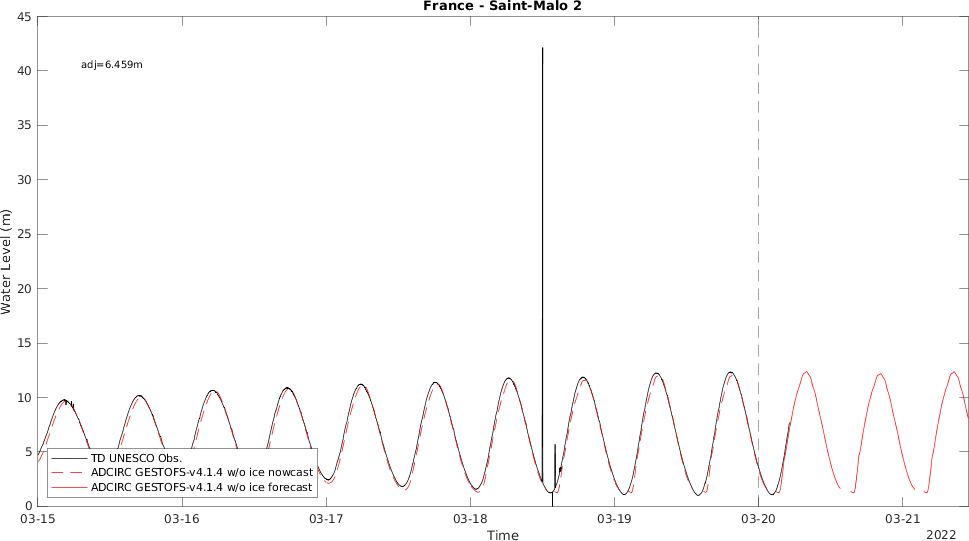 France - Saint-Malo 2
45
adj=6.459m
40
35
30
25
20
15
10
5
0
Water Level (m)
TD UNESCO Obs.
ADCIRC GESTOFS-v4.1.4 w/o ice nowcast
ADCIRC GESTOFS-v4.1.4 w/o ice forecast
03-15 03-16 03-17 03-18 03-19 03-20 03-21
Time
2022